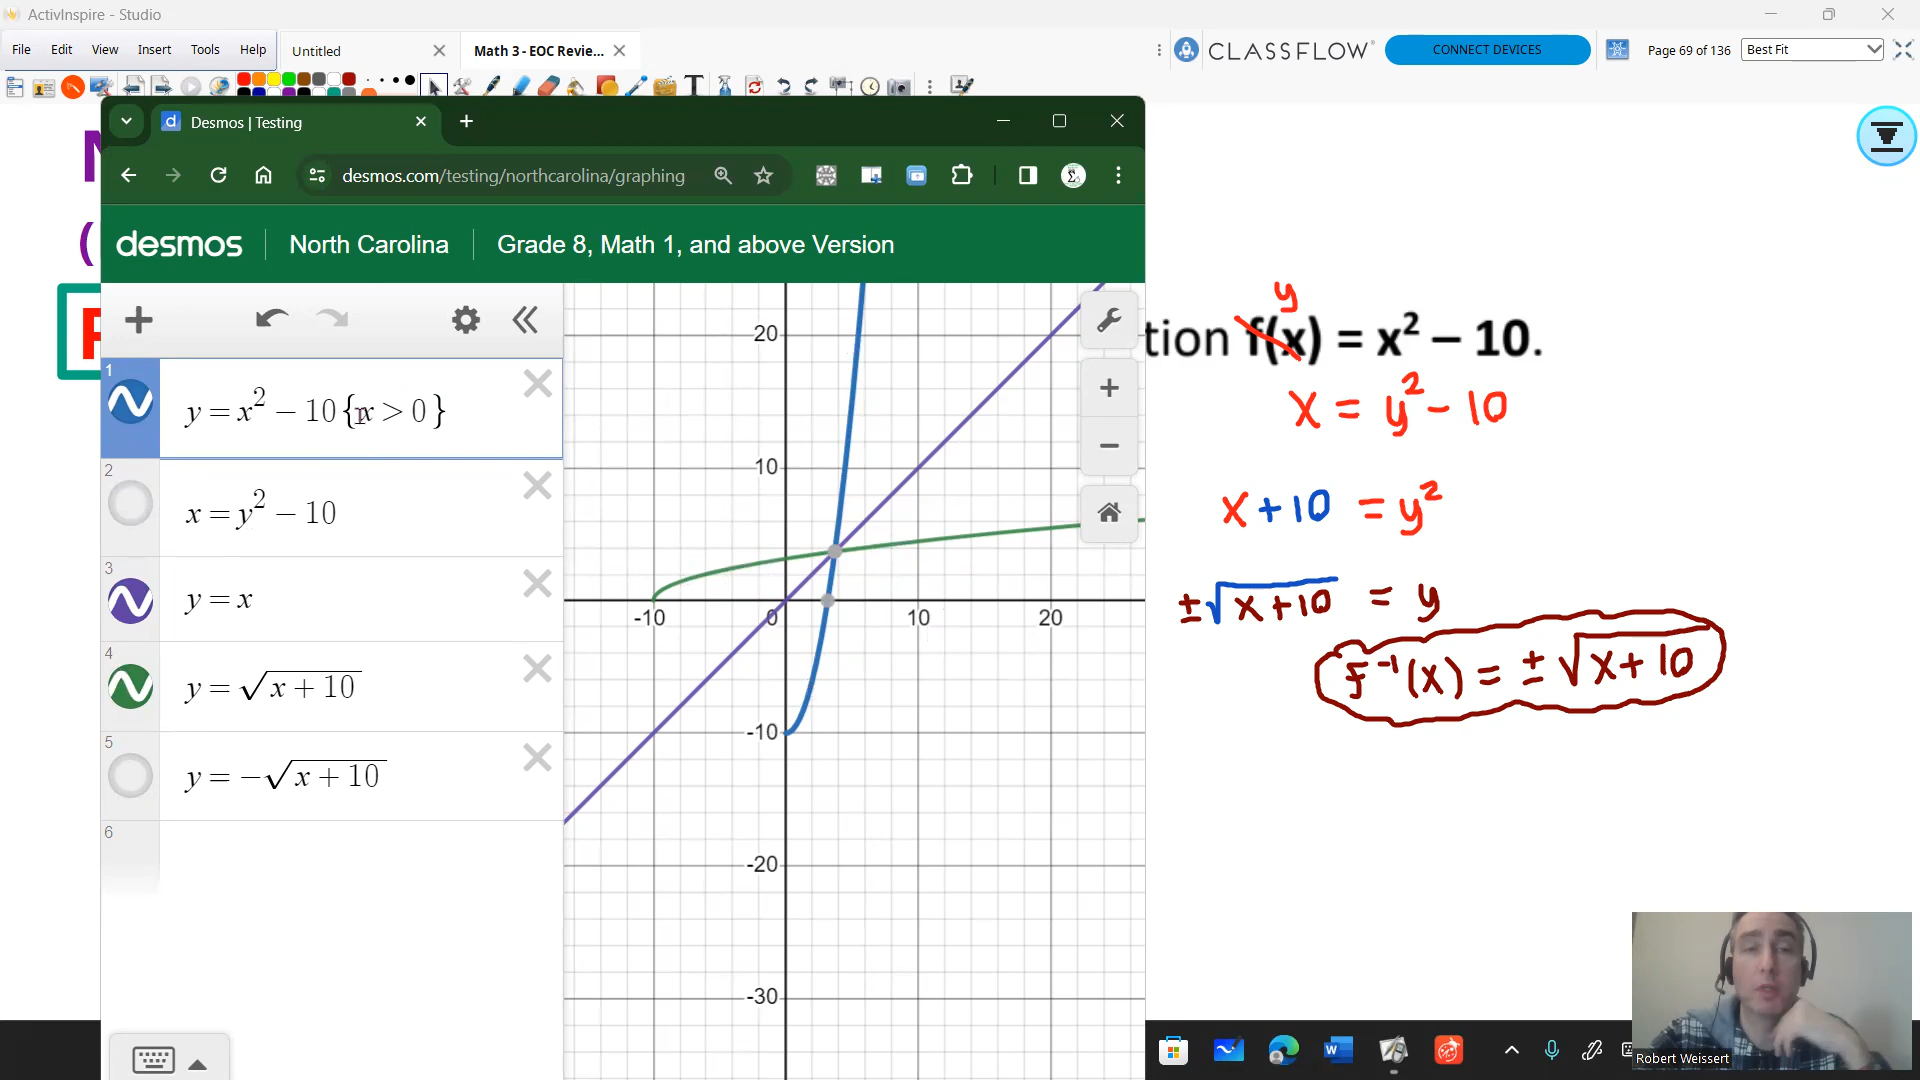 ActivInspire - Studio
File Edit View Insert Tools Help
Untitled
Math 3 - EOC Revie...
CLASSFLOW
CONNECT DEVICES
Page 69 of 136
Best Fit
Desmos | Testing
desmos.com/testing/northcarolina/graphing
desmos
North Carolina
Grade 8, Math 1, and above Version
1
y = x² − 10 {x > 0}
2
x = y² − 10
3
y = x
4
y = √(x + 10)
5
y = −√(x + 10)
6
20
10
-10 0 10 20
-10
-20
-30
y
tion f(x) = x² – 10.
x = y² - 10
x + 10 = y²
± √(x + 10) = y
f⁻¹(x) = ± √(x + 10)
Robert Weissert